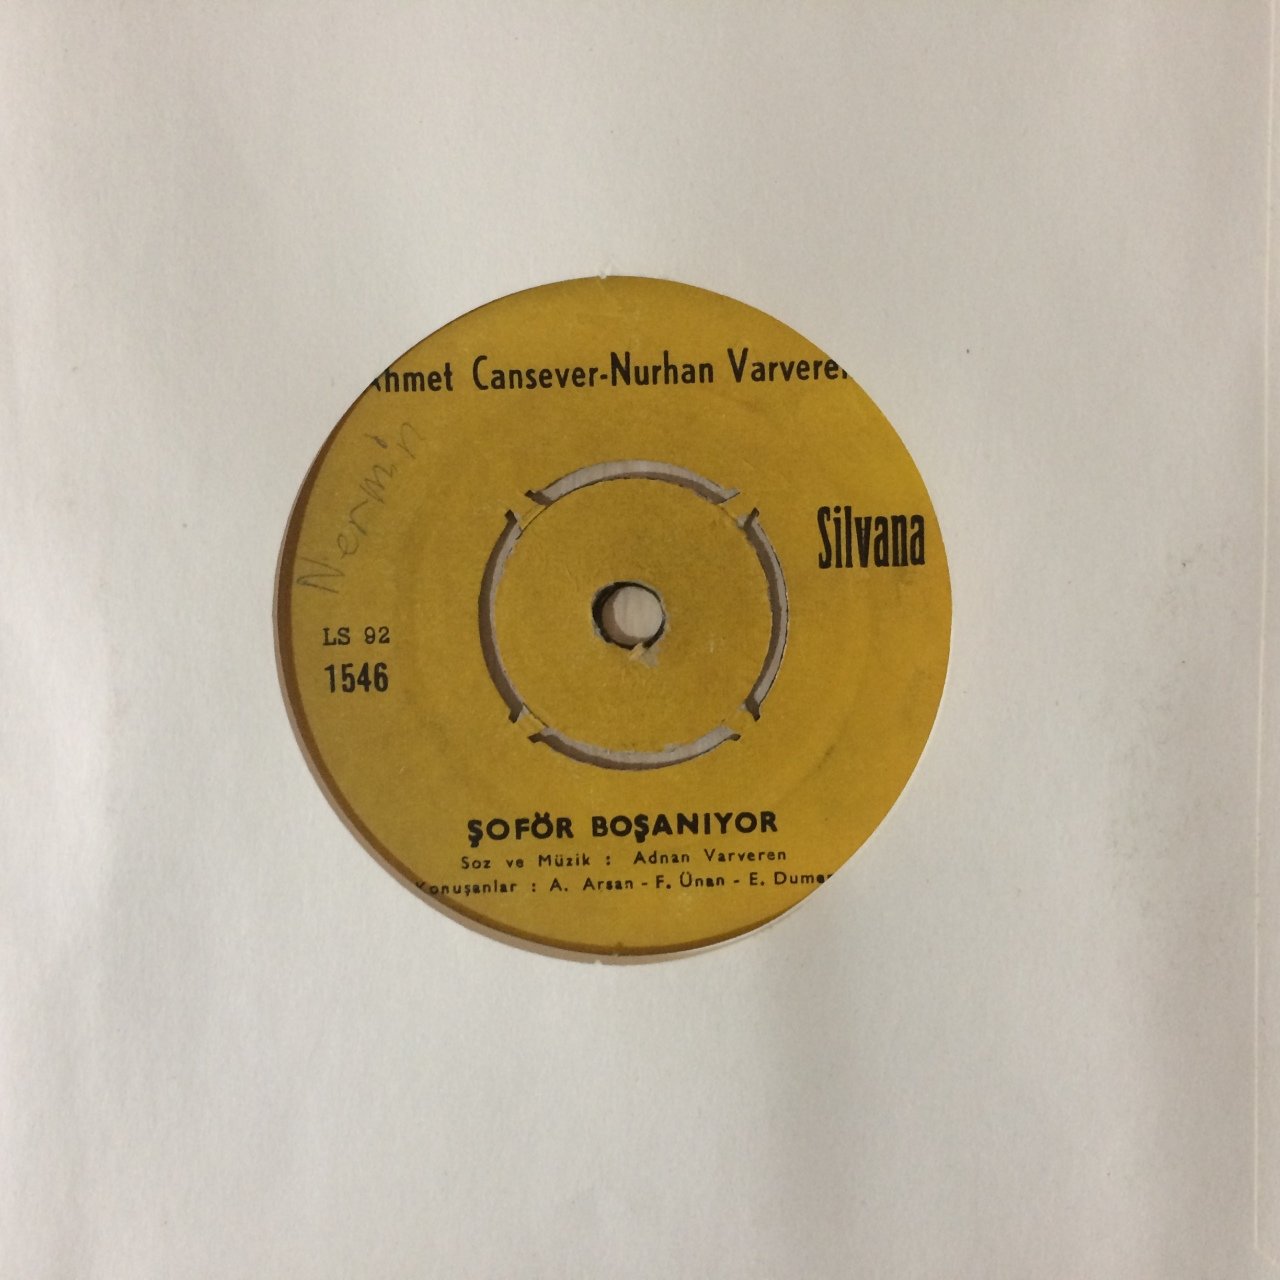 Ahmet Cansever-Nurhan Varveren
Nermin
Silvana
LS 92
1546
ŞOFÖR BOŞANIYOR
Soz ve Müzik : Adnan Varveren
Konuşanlar : A. Arsan - F. Ünan - E. Duman